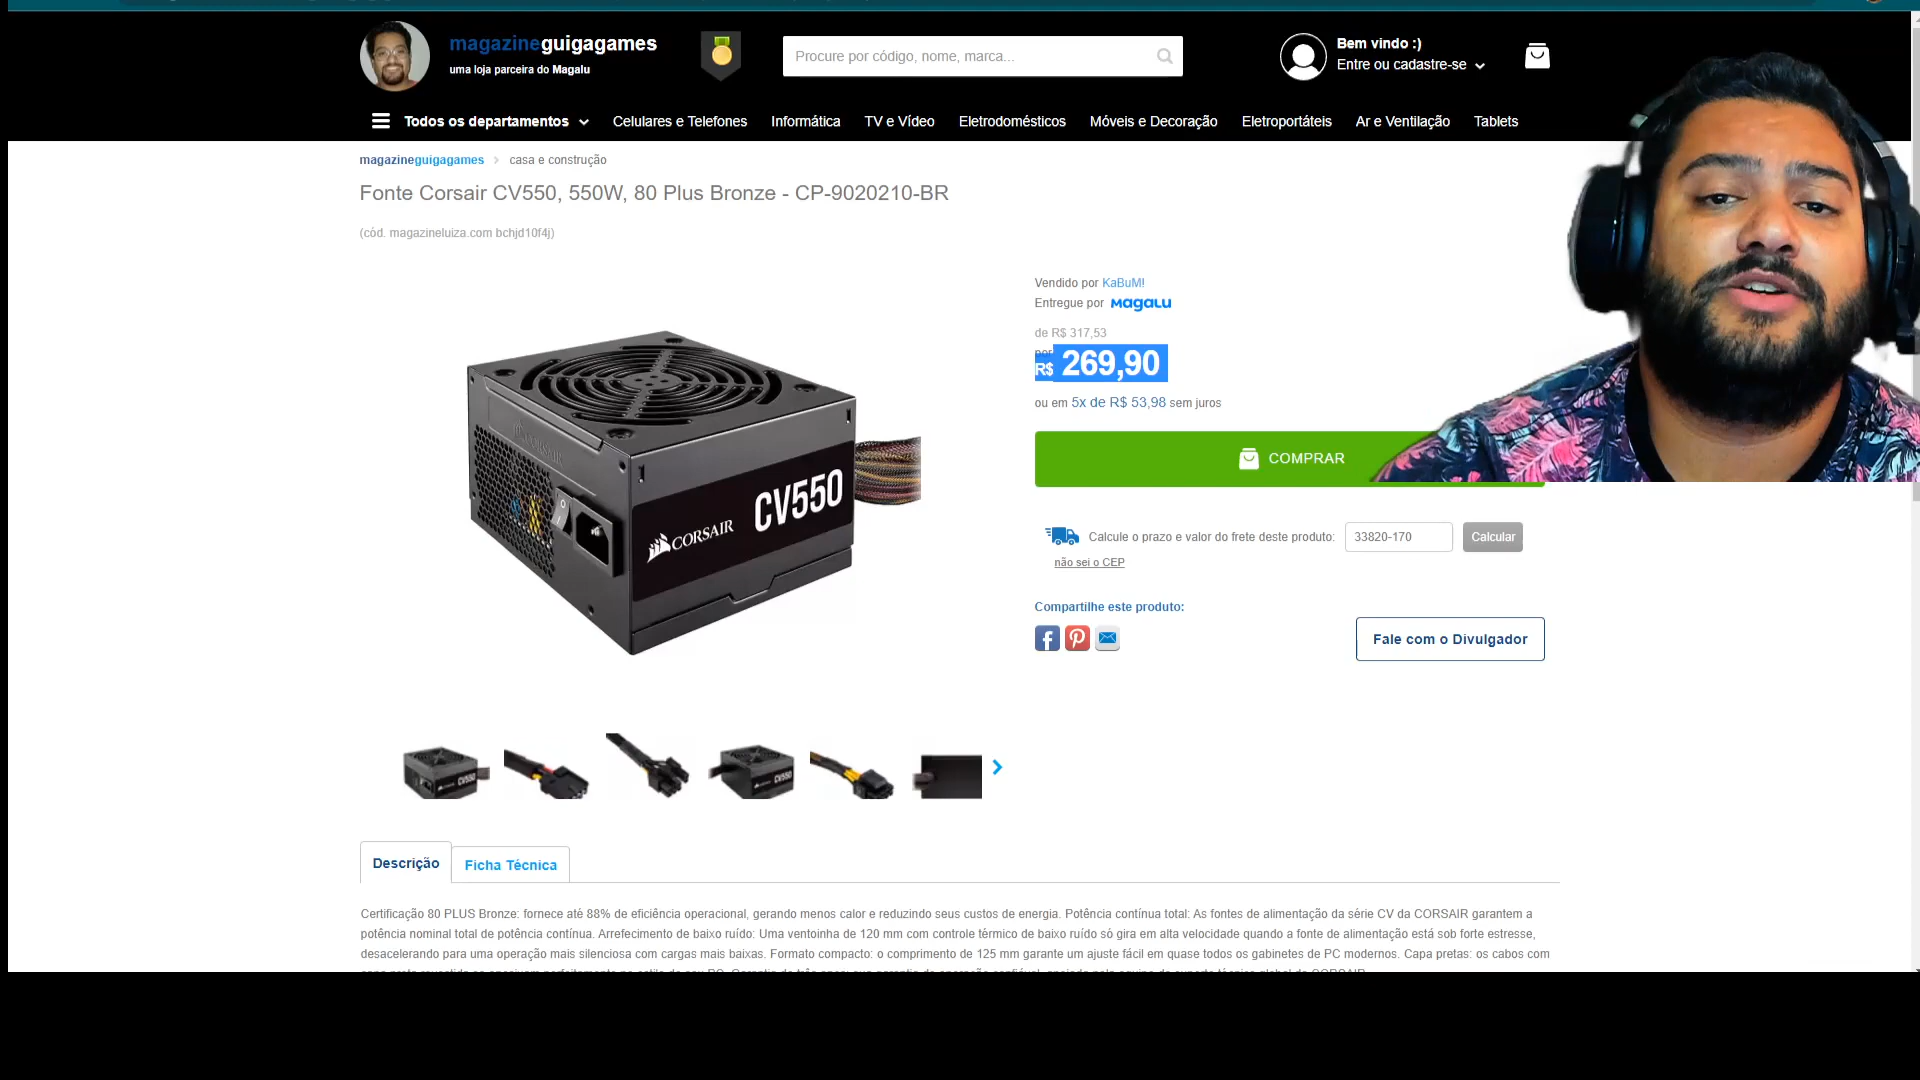 magazineguigagames
uma loja parceira do Magalu
Procure por código, nome, marca...
Bem vindo :)
Entre ou cadastre-se
Todos os departamentos
Celulares e Telefones
Informática
TV e Vídeo
Eletrodomésticos
Móveis e Decoração
Eletroportáteis
Ar e Ventilação
Tablets
magazineguigagames > casa e construção
Fonte Corsair CV550, 550W, 80 Plus Bronze - CP-9020210-BR
(cód. magazineluiza.com bchjd10f4j)
Vendido por KaBuM!
Entregue por Magalu
de R$ 317,53
por
R$ 269,90
ou em 5x de R$ 53,98 sem juros
COMPRAR
CORSAIR CV550
Calcule o prazo e valor do frete deste produto: 33820-170 Calcular
não sei o CEP
Compartilhe este produto:
Fale com o Divulgador
CV550
CV550
Descrição
Ficha Técnica
Certificação 80 PLUS Bronze: fornece até 88% de eficiência operacional, gerando menos calor e reduzindo seus custos de energia. Potência contínua total: As fontes de alimentação da série CV da CORSAIR garantem a
potência nominal total de potência contínua. Arrefecimento de baixo ruído: Uma ventoinha de 120 mm com controle térmico de baixo ruído só gira em alta velocidade quando a fonte de alimentação está sob forte estresse,
desacelerando para uma operação mais silenciosa com cargas mais baixas. Formato compacto: o comprimento de 125 mm garante um ajuste fácil em quase todos os gabinetes de PC modernos. Capa pretas: os cabos com